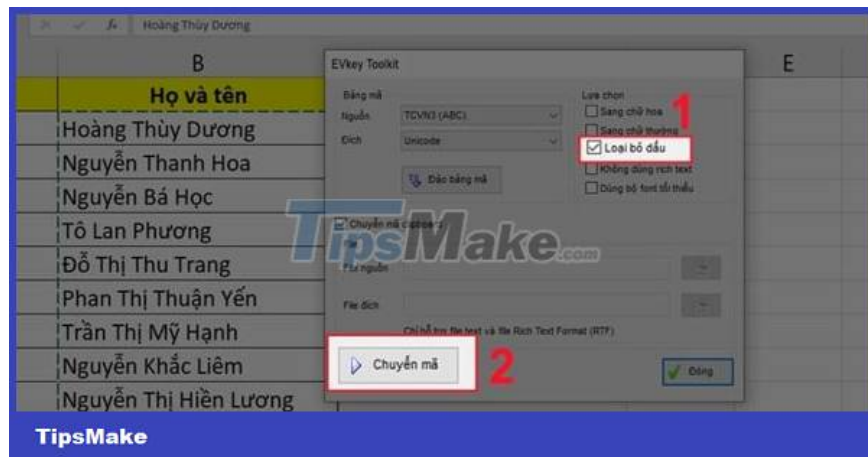 Hoàng Thùy Dương
B
E
Họ và tên
Hoàng Thùy Dương
Nguyễn Thanh Hoa
Nguyễn Bá Học
Tô Lan Phương
Đỗ Thị Thu Trang
Phan Thị Thuận Yến
Trần Thị Mỹ Hạnh
Nguyễn Khắc Liêm
Nguyễn Thị Hiền Lương
EVkey Toolkit
Bảng mã
Nguồn TCVN3 (ABC)
Đích Unicode
Đảo bảng mã
Lựa chọn
1
Sang chữ hoa
Sang chữ thường
Loại bỏ dấu
Không dùng rich text
Dùng bộ font tối thiểu
Chuyển mã clipboard
File nguồn
File đích
Chỉ hỗ trợ file text và file Rich Text Format (RTF)
Chuyển mã
2
Đóng
TipsMake.com
TipsMake